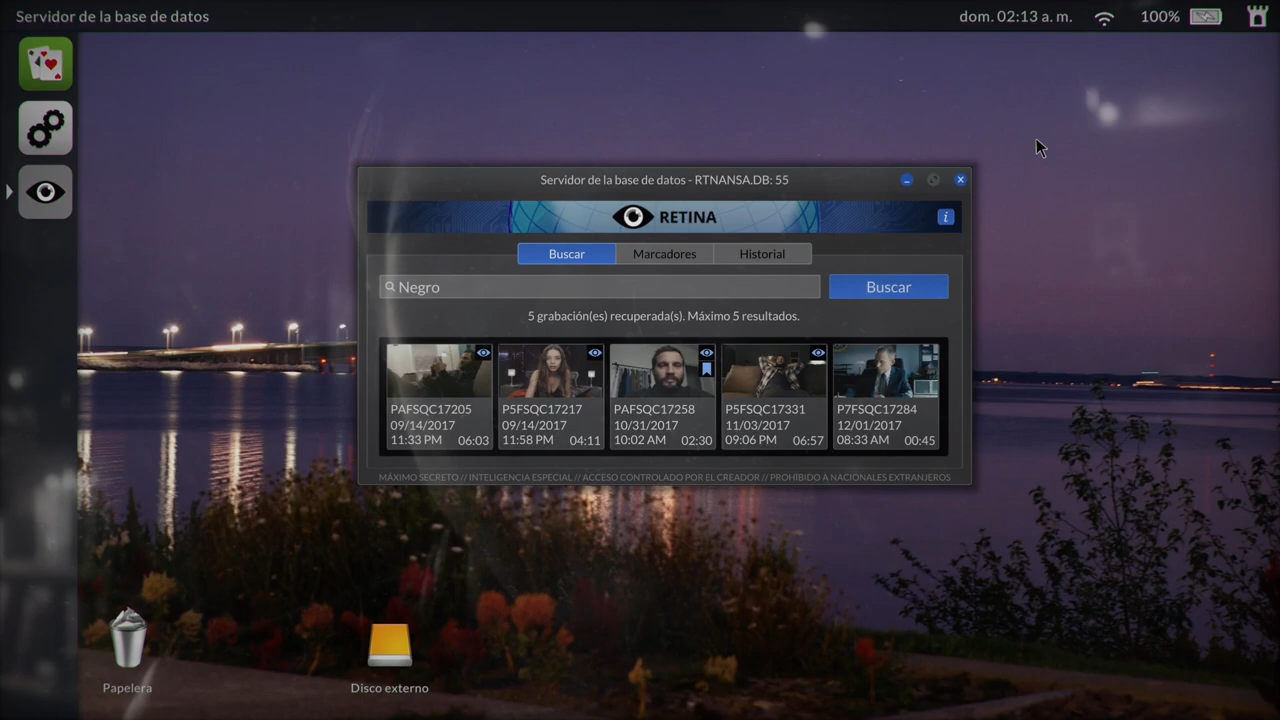 Servidor de la base de datos
dom. 02:13 a. m.
100%
Servidor de la base de datos - RTNANSA.DB: 55
RETINA
i
Buscar
Marcadores
Historial
Negro
Buscar
5 grabación(es) recuperada(s). Máximo 5 resultados.
PAFSQC17205
09/14/2017
11:33 PM 06:03
P5FSQC17217
09/14/2017
11:58 PM 04:11
PAFSQC17258
10/31/2017
10:02 AM 02:30
P5FSQC17331
11/03/2017
09:06 PM 06:57
P7FSQC17284
12/01/2017
08:33 AM 00:45
MÁXIMO SECRETO // INTELIGENCIA ESPECIAL // ACCESO CONTROLADO POR EL CREADOR // PROHIBIDO A NACIONALES EXTRANJEROS
Papelera
Disco externo